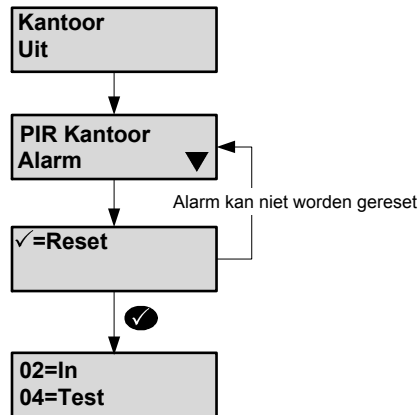 Kantoor
Uit
PIR Kantoor
Alarm
Alarm kan niet worden gereset
✓=Reset
02=In
04=Test